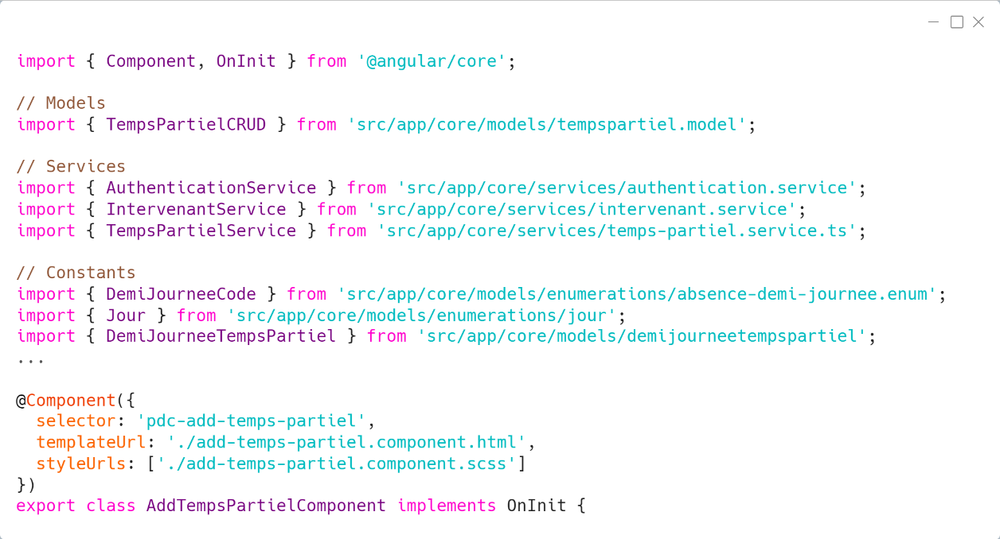 import { Component, OnInit } from '@angular/core';
// Models
import { TempsPartielCRUD } from 'src/app/core/models/tempspartiel.model';
// Services
import { AuthenticationService } from 'src/app/core/services/authentication.service';
import { IntervenantService } from 'src/app/core/services/intervenant.service';
import { TempsPartielService } from 'src/app/core/services/temps-partiel.service.ts';
// Constants
import { DemiJourneeCode } from 'src/app/core/models/enumerations/absence-demi-journee.enum';
import { Jour } from 'src/app/core/models/enumerations/jour';
import { DemiJourneeTempsPartiel } from 'src/app/core/models/demijourneetempspartiel';
...
@Component({
  selector: 'pdc-add-temps-partiel',
  templateUrl: './add-temps-partiel.component.html',
  styleUrls: ['./add-temps-partiel.component.scss']
})
export class AddTempsPartielComponent implements OnInit {